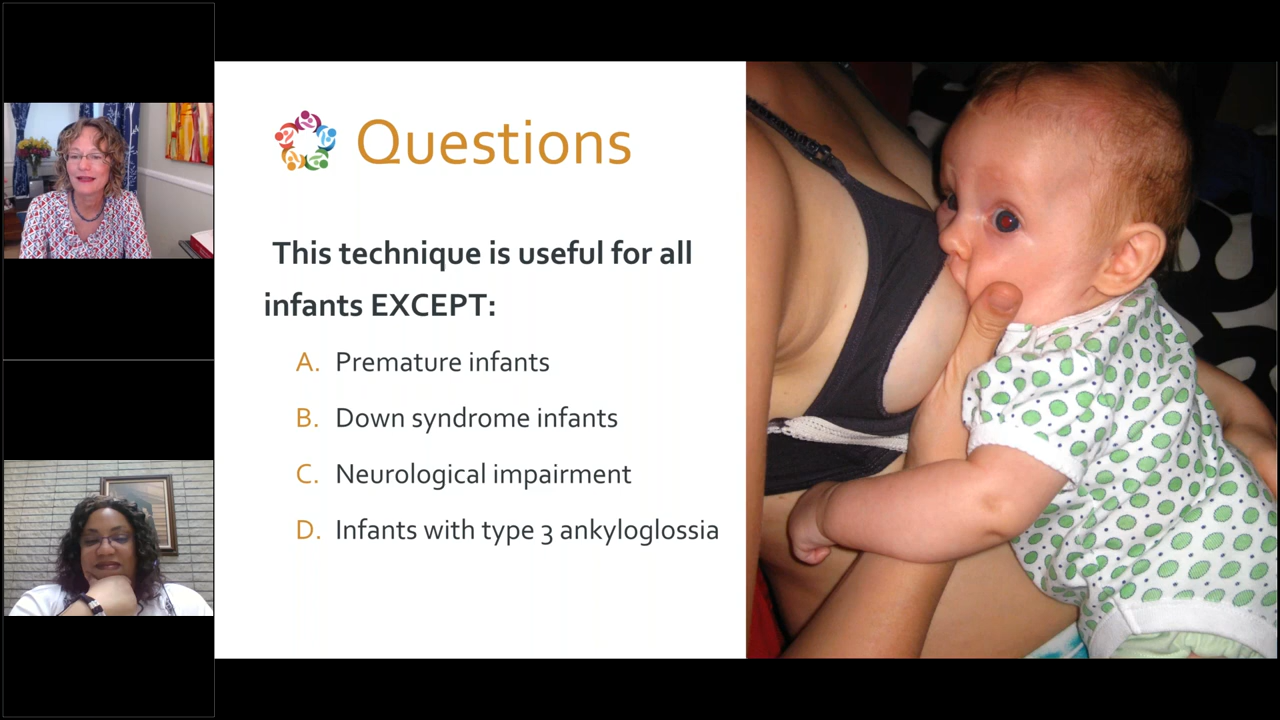 Questions
This technique is useful for all
infants EXCEPT:
A. Premature infants
B. Down syndrome infants
C. Neurological impairment
D. Infants with type 3 ankyloglossia